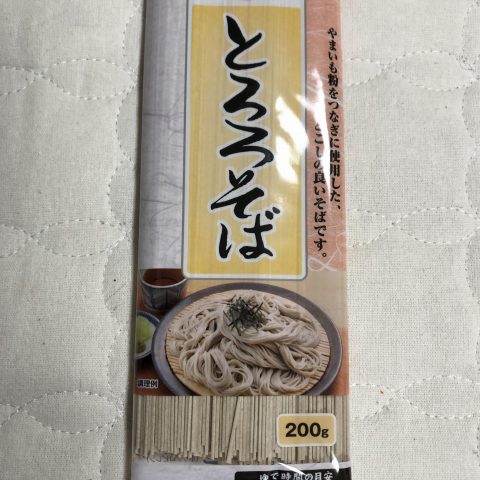 やまいも粉をつなぎに使用した、
こしの良いそばです。
とろろそば
調理例
200g
ゆで時間の目安